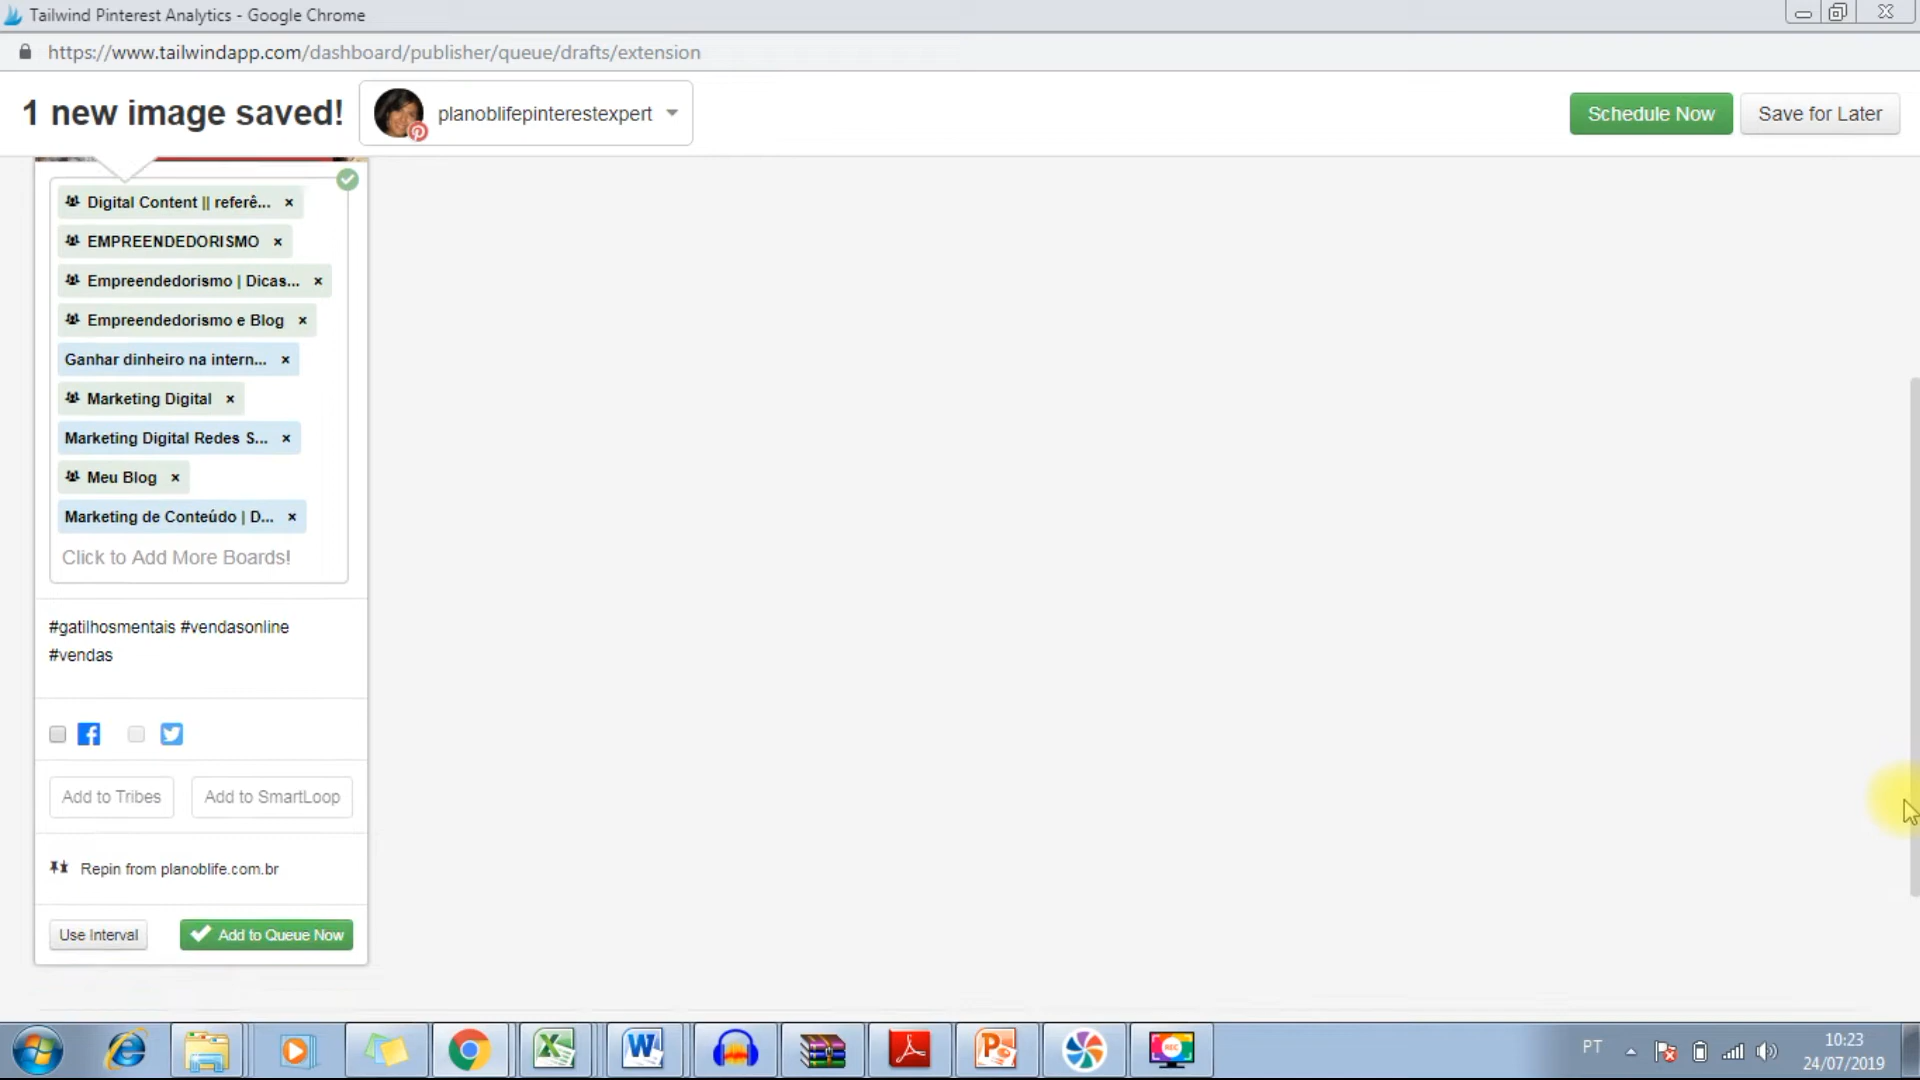 Tailwind Pinterest Analytics - Google Chrome
https://www.tailwindapp.com/dashboard/publisher/queue/drafts/extension
1 new image saved! planoblifepinterestexpert Schedule Now Save for Later
Digital Content || referê... ×
EMPREENDEDORISMO ×
Empreendedorismo | Dicas... ×
Empreendedorismo e Blog ×
Ganhar dinheiro na intern... ×
Marketing Digital ×
Marketing Digital Redes S... ×
Meu Blog ×
Marketing de Conteúdo | D... ×
Click to Add More Boards!
#gatilhosmentais #vendasonline
#vendas
Add to Tribes Add to SmartLoop
Repin from planoblife.com.br
Use Interval Add to Queue Now
PT 10:23
24/07/2019